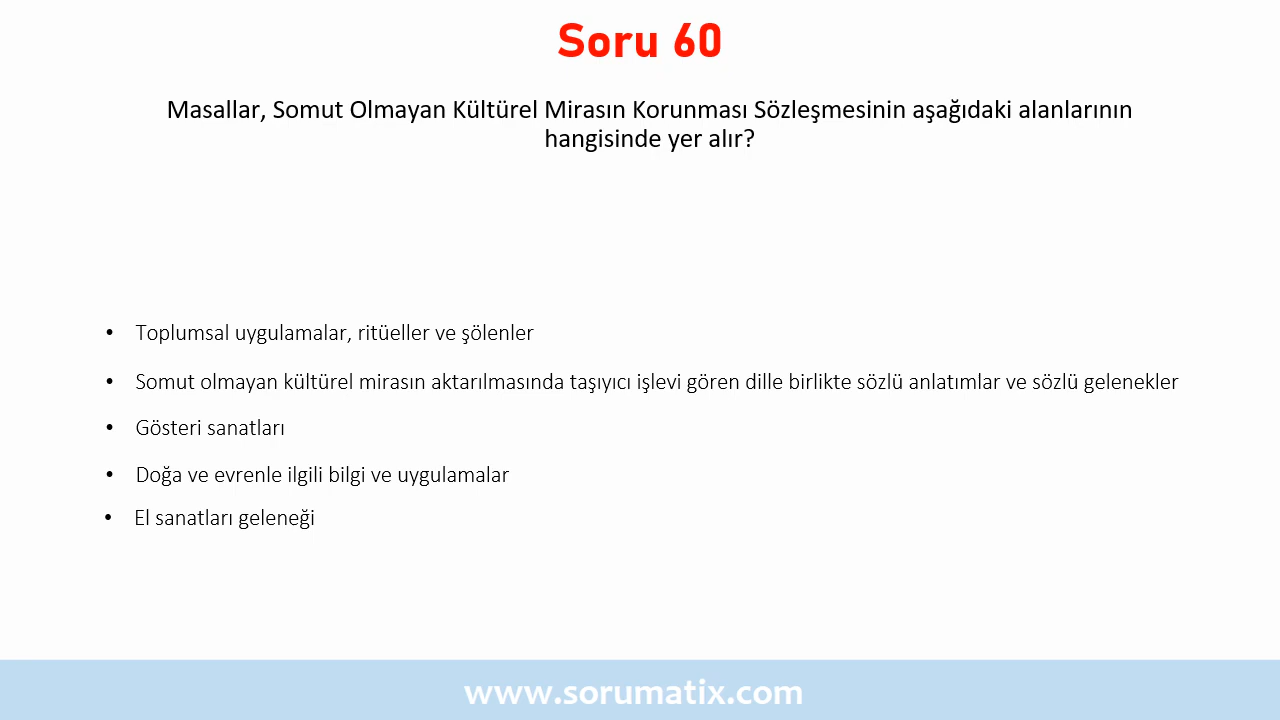 Soru 60
Masallar, Somut Olmayan Kültürel Mirasın Korunması Sözleşmesinin aşağıdaki alanlarının
hangisinde yer alır?
• Toplumsal uygulamalar, ritüeller ve şölenler
• Somut olmayan kültürel mirasın aktarılmasında taşıyıcı işlevi gören dille birlikte sözlü anlatımlar ve sözlü gelenekler
• Gösteri sanatları
• Doğa ve evrenle ilgili bilgi ve uygulamalar
• El sanatları geleneği
www.sorumatix.com